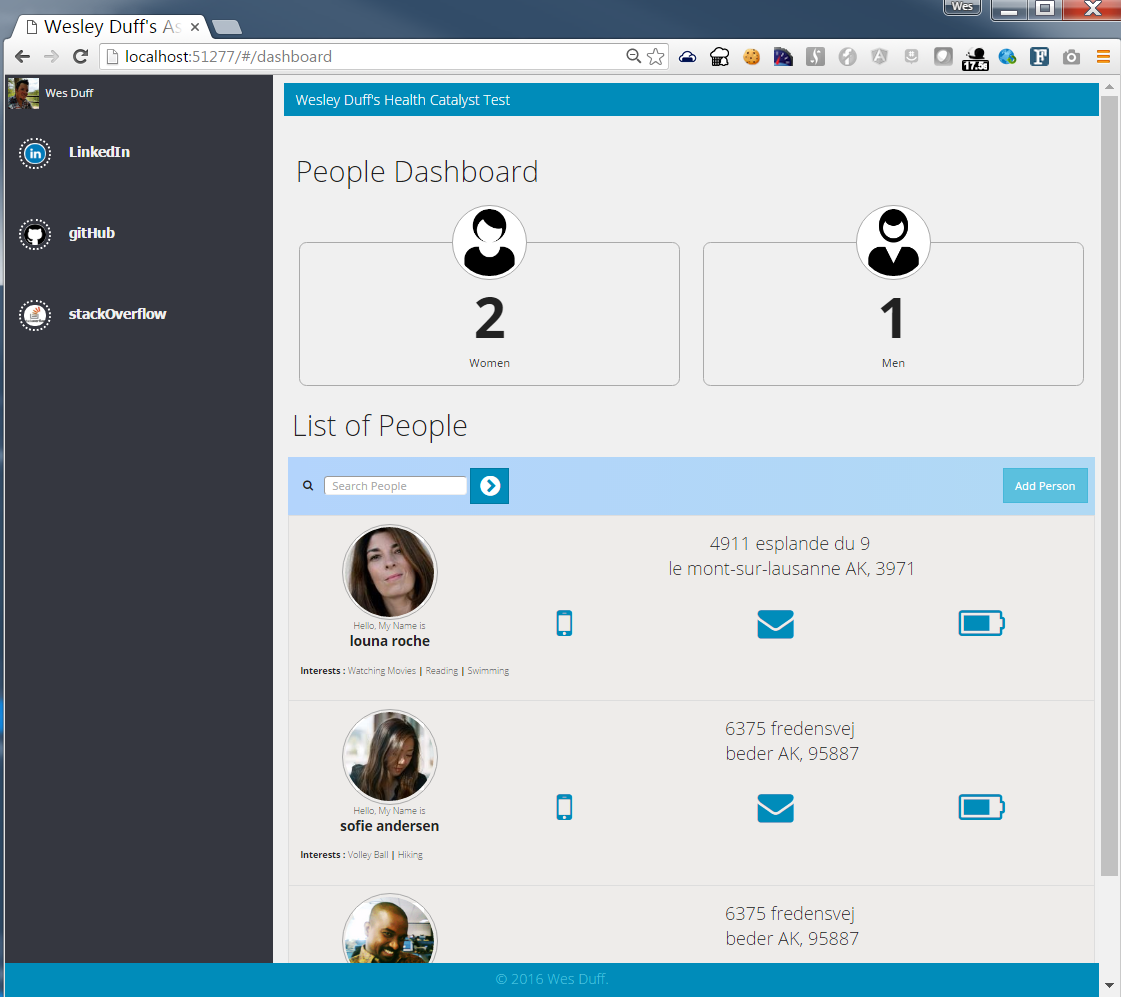 Wes
Wesley Duff's As
localhost:51277/#/dashboard
17.5k
Wes Duff
LinkedIn
gitHub
stackOverflow
Wesley Duff's Health Catalyst Test
People Dashboard
2
Women
1
Men
List of People
Search People
Add Person
Hello, My Name is
louna roche
4911 esplande du 9
le mont-sur-lausanne AK, 3971
Interests : Watching Movies | Reading | Swimming
Hello, My Name is
sofie andersen
6375 fredensvej
beder AK, 95887
Interests : Volley Ball | Hiking
6375 fredensvej
beder AK, 95887
© 2016 Wes Duff.